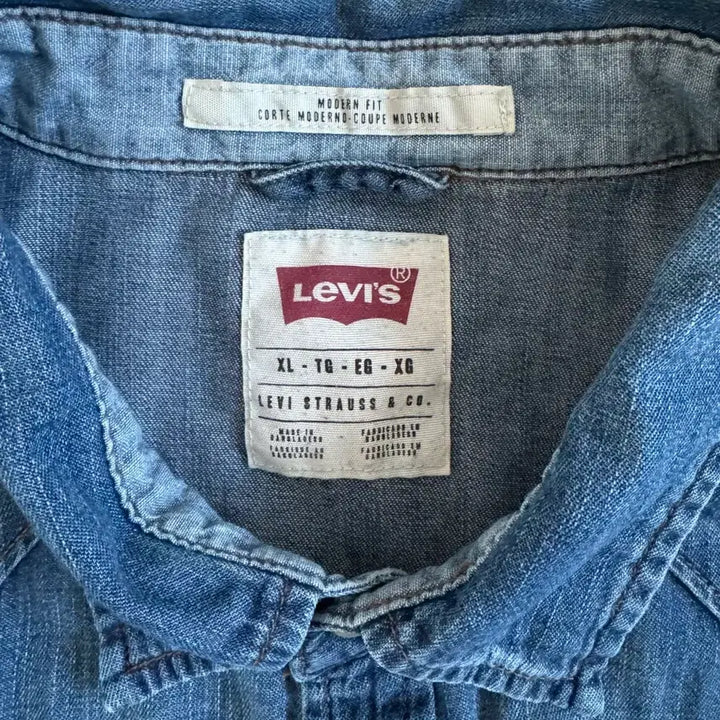 MODERN FIT
CORTE MODERNO-COUPE MODERNE
LEVI'S®
XL - TG - EG - XG
LEVI STRAUSS & CO.
MADE IN
BANGLADESH
FABRICADO EN
BANGLADESH
FABRIQUE AU
BANGLADESH
FABRICADO EM
BANGLADESH